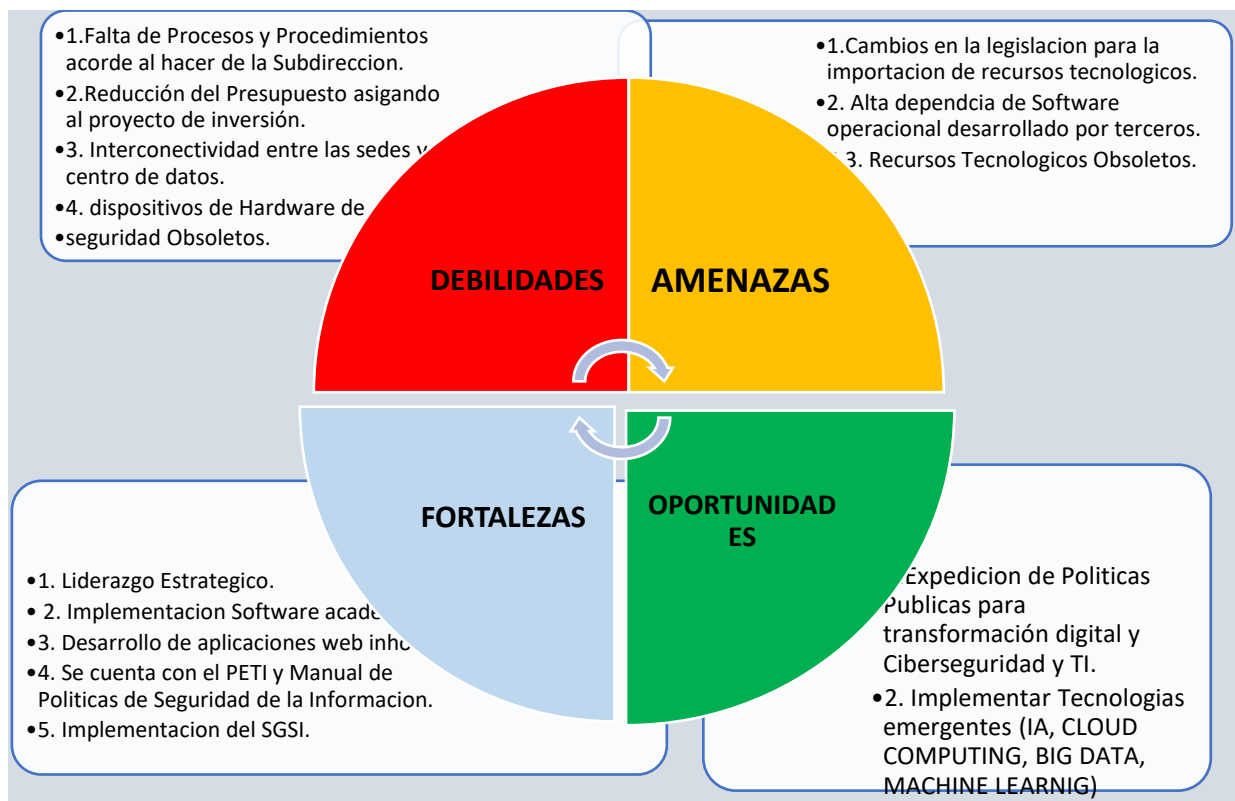 •1.Falta de Procesos y Procedimientos
acorde al hacer de la Subdireccion.
•2.Reducción del Presupuesto asigando
al proyecto de inversión.
•3. Interconectividad entre las sedes y
centro de datos.
•4. dispositivos de Hardware de
•seguridad Obsoletos.
•1.Cambios en la legislacion para la
importacion de recursos tecnologicos.
•2. Alta dependcia de Software
operacional desarrollado por terceros.
3. Recursos Tecnologicos Obsoletos.
DEBILIDADES
AMENAZAS
FORTALEZAS
OPORTUNIDAD
ES
•1. Liderazgo Estrategico.
• 2. Implementacion Software
•3. Desarrollo de aplicaciones web
•4. Se cuenta con el PETI y Manual de
Politicas de Seguridad de la Informacion.
•5. Implementacion del SGSI.
Expedicion de Politicas
Publicas para
transformación digital y
Ciberseguridad y TI.
•2. Implementar Tecnologias
emergentes (IA, CLOUD
COMPUTING, BIG DATA,
MACHINE LEARNIG)